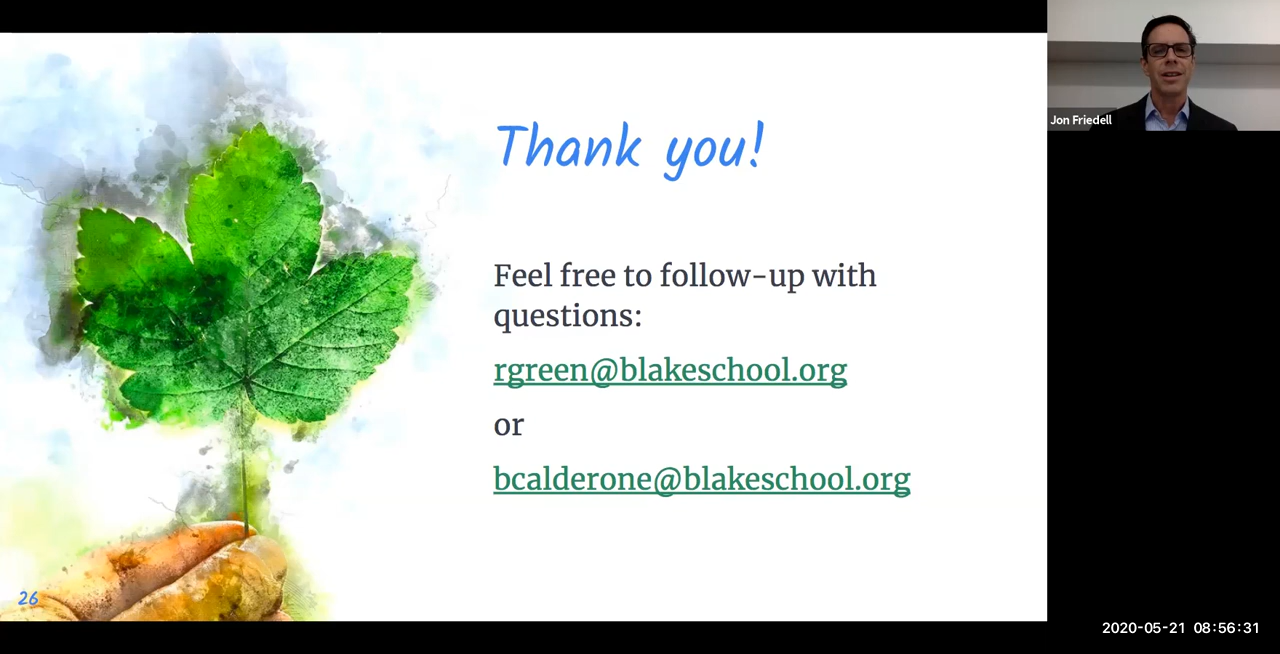 Thank you!
Feel free to follow-up with
questions:
rgreen@blakeschool.org
or
bcalderone@blakeschool.org
26
Jon Friedell
2020-05-21 08:56:31